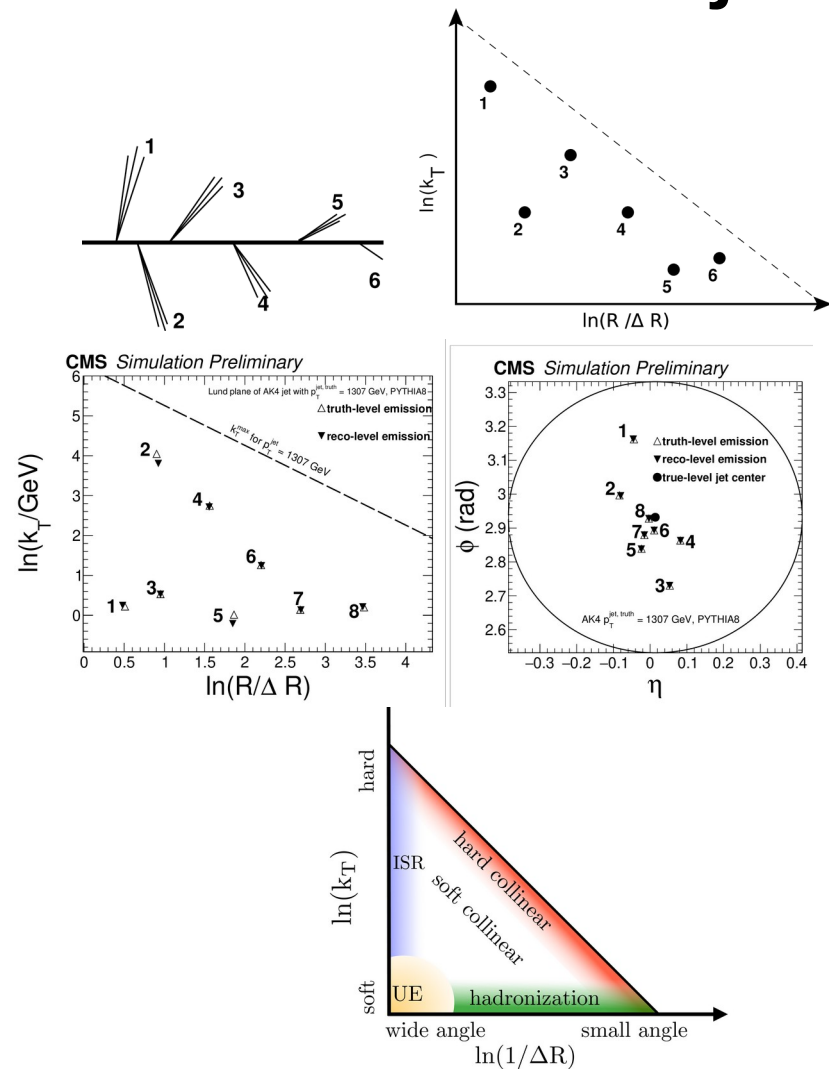 1
3
5
2
4
6
ln(k_T)
1
3
2
4
5
6
ln(R /Δ R)
CMS Simulation Preliminary
Lund plane of AK4 jet with p_T^{jet, truth} = 1307 GeV, PYTHIA8
△ truth-level emission
▼ reco-level emission
k_T^{max} for p_T^{jet} = 1307 GeV
ln(k_T/GeV)
6
5
4
3
2
1
0
2
4
6
1
3
5
7
8
0 0.5 1 1.5 2 2.5 3 3.5 4
ln(R/Δ R)
CMS Simulation Preliminary
△ truth-level emission
▼ reco-level emission
● true-level jet center
ϕ (rad)
3.3
3.2
3.1
3
2.9
2.8
2.7
2.6
1
2
8
7 6
5
4
3
AK4 p_T^{jet, truth} = 1307 GeV, PYTHIA8
−0.3 −0.2 −0.1 0 0.1 0.2 0.3 0.4
η
hard
ln(k_T)
soft
ISR
hard collinear
soft collinear
UE
hadronization
wide angle
small angle
ln(1/ΔR)